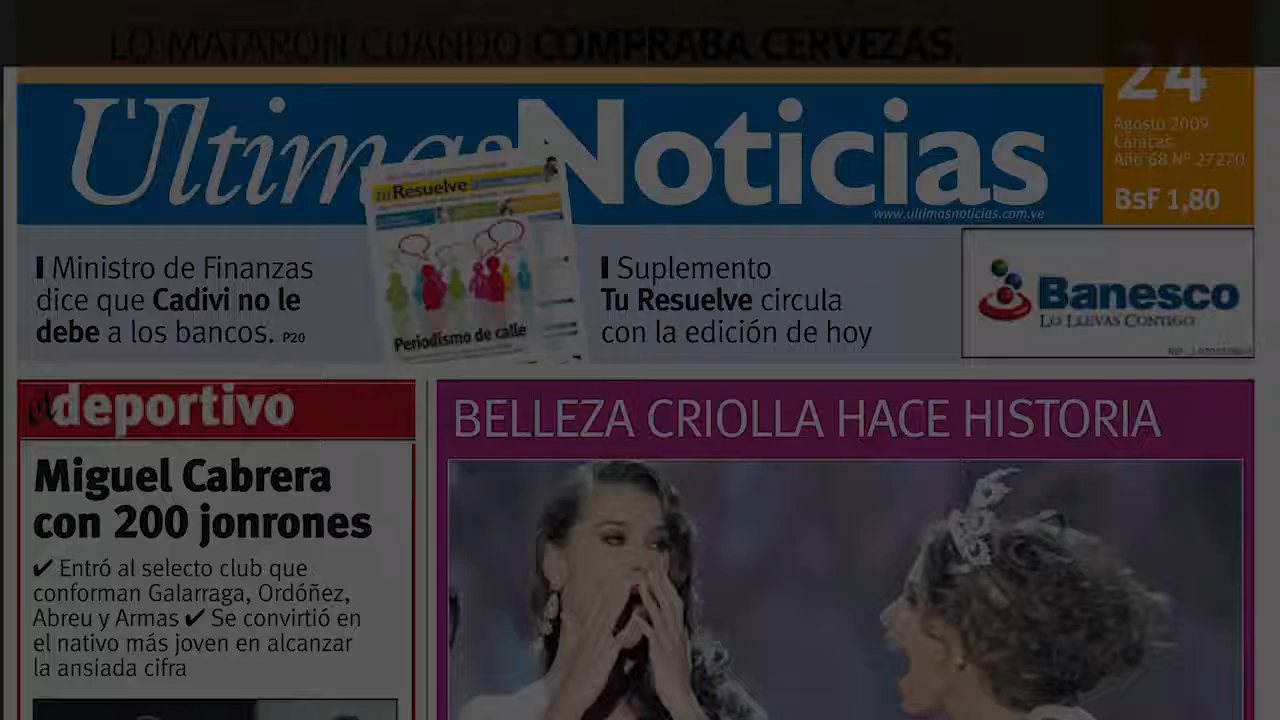 LO MATARON CUANDO COMPRABA CERVEZAS.
Últimas Noticias
www.ultimasnoticias.com.ve
24
Agosto 2009
Caracas
Año 68 Nº 27270
BsF 1,80
I Ministro de Finanzas
dice que Cadivi no le
debe a los bancos. P20
tu Resuelve
Periodismo de calle
I Suplemento
Tu Resuelve circula
con la edición de hoy
Banesco
LO LLEVAS CONTIGO
el deportivo
Miguel Cabrera
con 200 jonrones
✔ Entró al selecto club que
conforman Galarraga, Ordóñez,
Abreu y Armas ✔ Se convirtió en
el nativo más joven en alcanzar
la ansiada cifra
BELLEZA CRIOLLA HACE HISTORIA